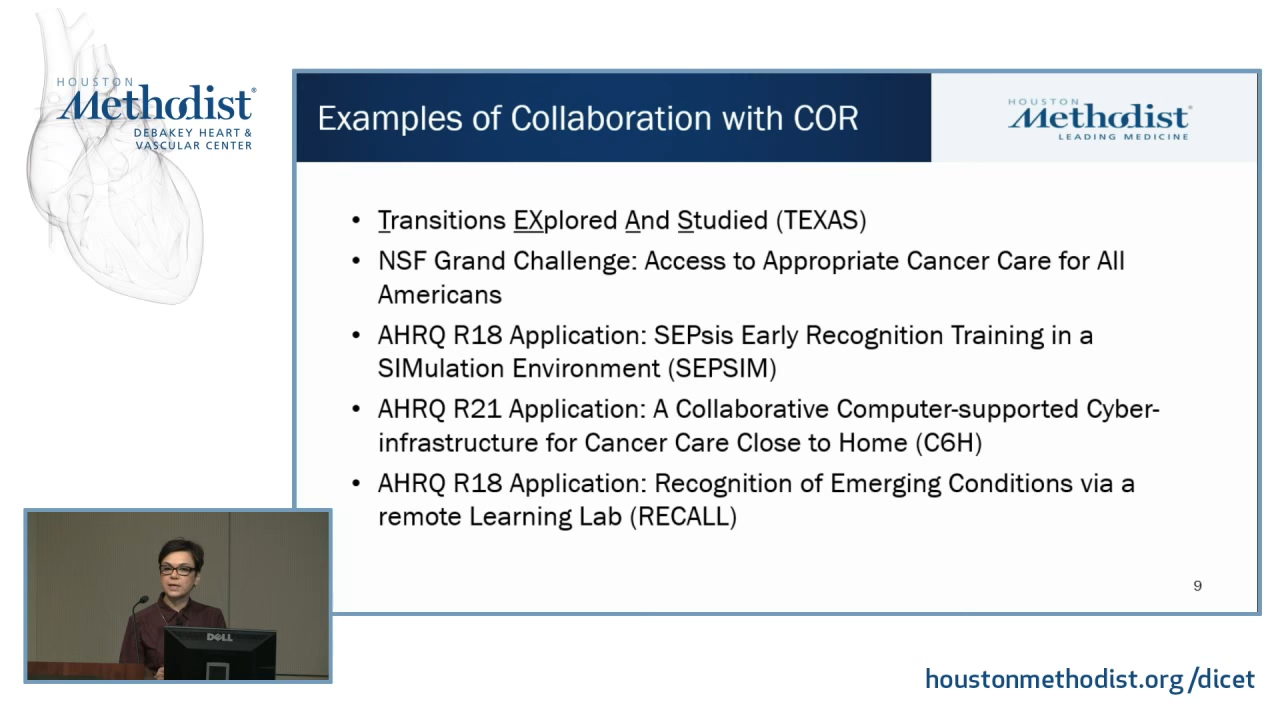 HOUSTON
Methodist®
DEBAKEY HEART &
VASCULAR CENTER
Examples of Collaboration with COR
HOUSTON
Methodist®
LEADING MEDICINE
• Transitions EXplored And Studied (TEXAS)
• NSF Grand Challenge: Access to Appropriate Cancer Care for All
Americans
• AHRQ R18 Application: SEPsis Early Recognition Training in a
SIMulation Environment (SEPSIM)
• AHRQ R21 Application: A Collaborative Computer-supported Cyber-
infrastructure for Cancer Care Close to Home (C6H)
• AHRQ R18 Application: Recognition of Emerging Conditions via a
remote Learning Lab (RECALL)
9
DELL
houstonmethodist.org/dicet